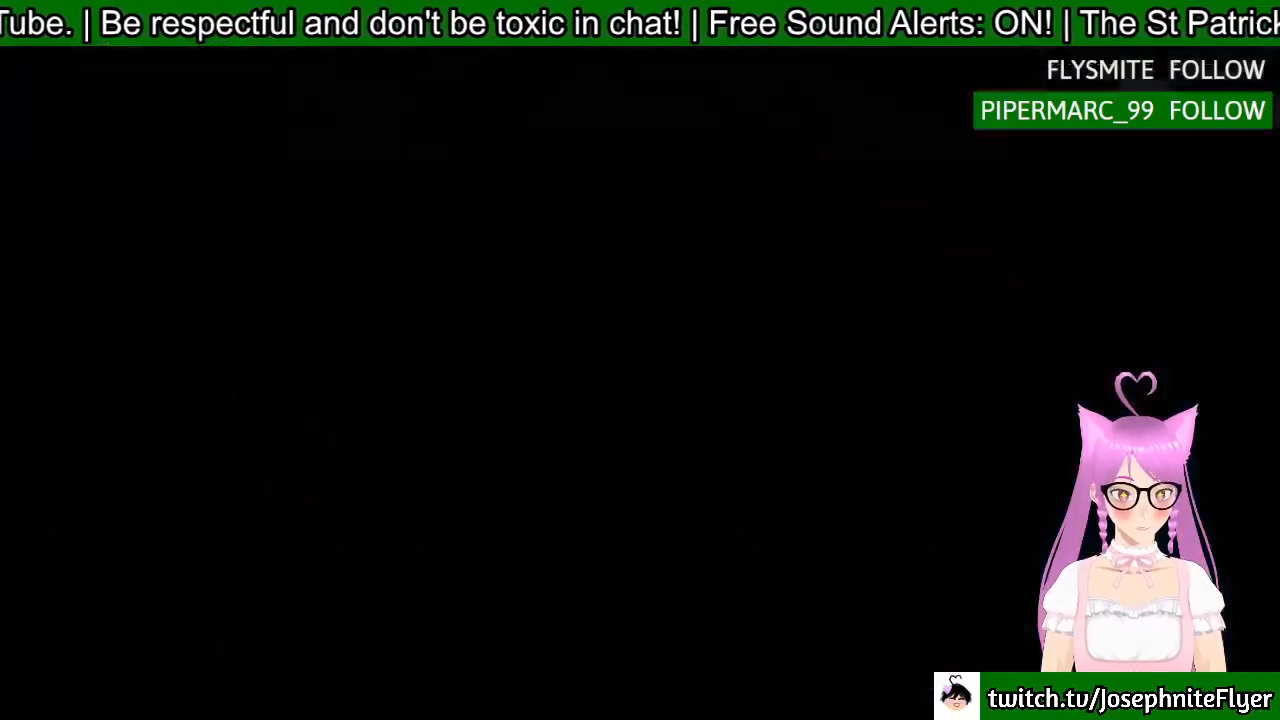 Tube. | Be respectful and don't be toxic in chat! | Free Sound Alerts: ON! | The St Patrick
FLYSMITE FOLLOW
PIPERMARC_99 FOLLOW
twitch.tv/JosephniteFlyer